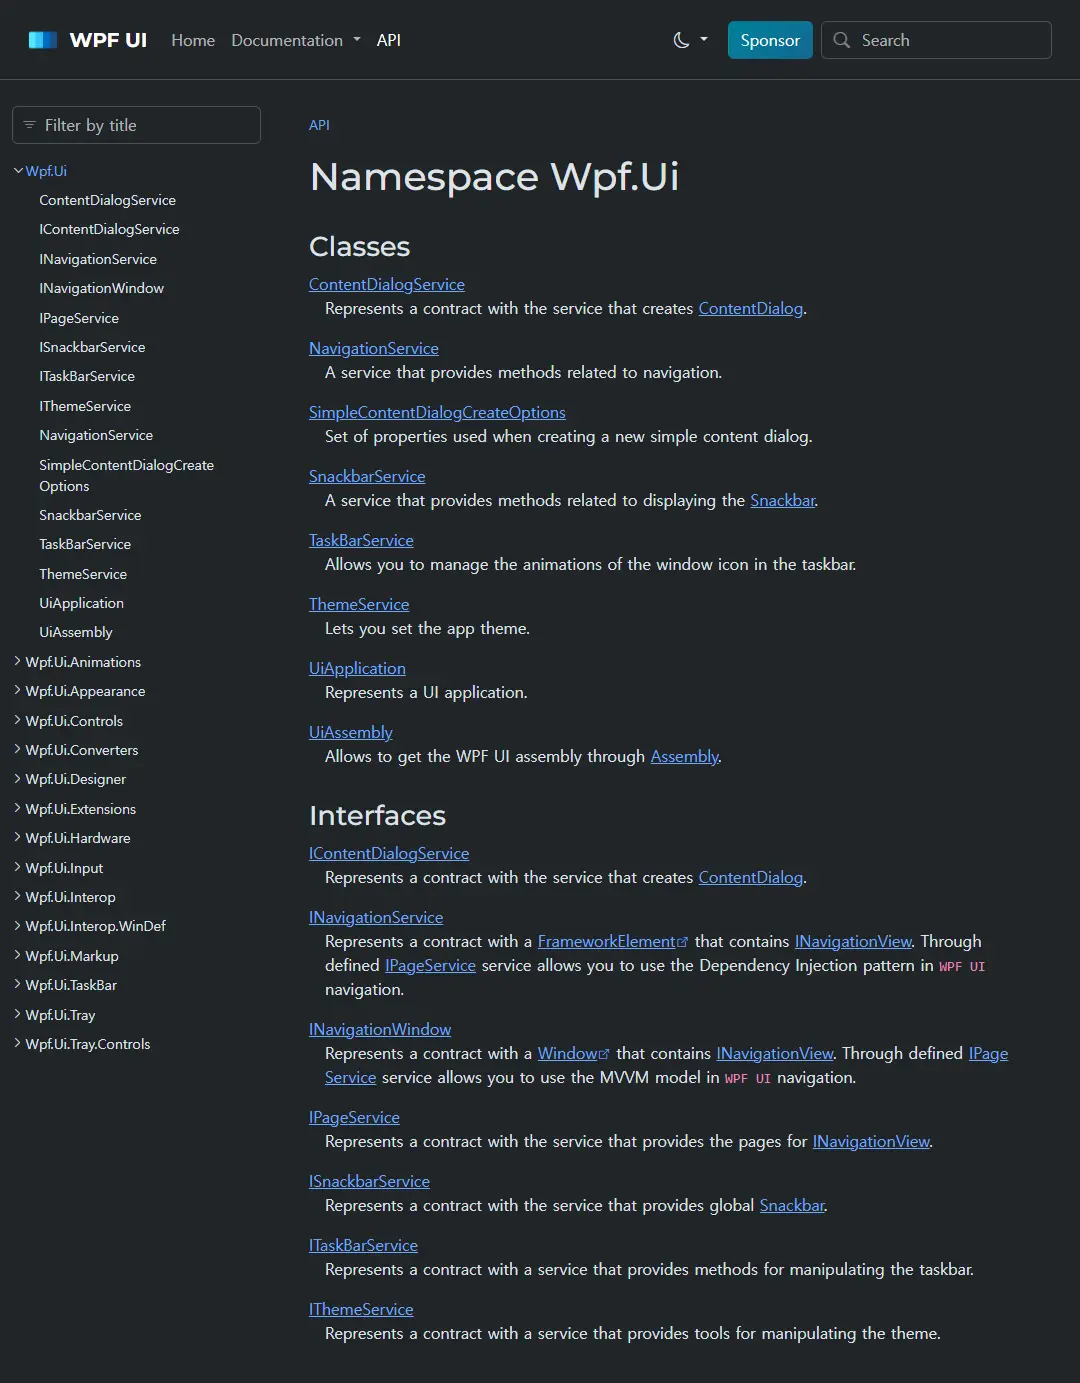 WPF UI Home Documentation API Sponsor Search
Filter by title
Wpf.Ui
ContentDialogService
IContentDialogService
INavigationService
INavigationWindow
IPageService
ISnackbarService
ITaskBarService
IThemeService
NavigationService
SimpleContentDialogCreate
Options
SnackbarService
TaskBarService
ThemeService
UiApplication
UiAssembly
Wpf.Ui.Animations
Wpf.Ui.Appearance
Wpf.Ui.Controls
Wpf.Ui.Converters
Wpf.Ui.Designer
Wpf.Ui.Extensions
Wpf.Ui.Hardware
Wpf.Ui.Input
Wpf.Ui.Interop
Wpf.Ui.Interop.WinDef
Wpf.Ui.Markup
Wpf.Ui.TaskBar
Wpf.Ui.Tray
Wpf.Ui.Tray.Controls
API
Namespace Wpf.Ui
Classes
ContentDialogService
Represents a contract with the service that creates ContentDialog.
NavigationService
A service that provides methods related to navigation.
SimpleContentDialogCreateOptions
Set of properties used when creating a new simple content dialog.
SnackbarService
A service that provides methods related to displaying the Snackbar.
TaskBarService
Allows you to manage the animations of the window icon in the taskbar.
ThemeService
Lets you set the app theme.
UiApplication
Represents a UI application.
UiAssembly
Allows to get the WPF UI assembly through Assembly.
Interfaces
IContentDialogService
Represents a contract with the service that creates ContentDialog.
INavigationService
Represents a contract with a FrameworkElement that contains INavigationView. Through
defined IPageService service allows you to use the Dependency Injection pattern in WPF UI
navigation.
INavigationWindow
Represents a contract with a Window that contains INavigationView. Through defined IPage
Service service allows you to use the MVVM model in WPF UI navigation.
IPageService
Represents a contract with the service that provides the pages for INavigationView.
ISnackbarService
Represents a contract with the service that provides global Snackbar.
ITaskBarService
Represents a contract with a service that provides methods for manipulating the taskbar.
IThemeService
Represents a contract with a service that provides tools for manipulating the theme.